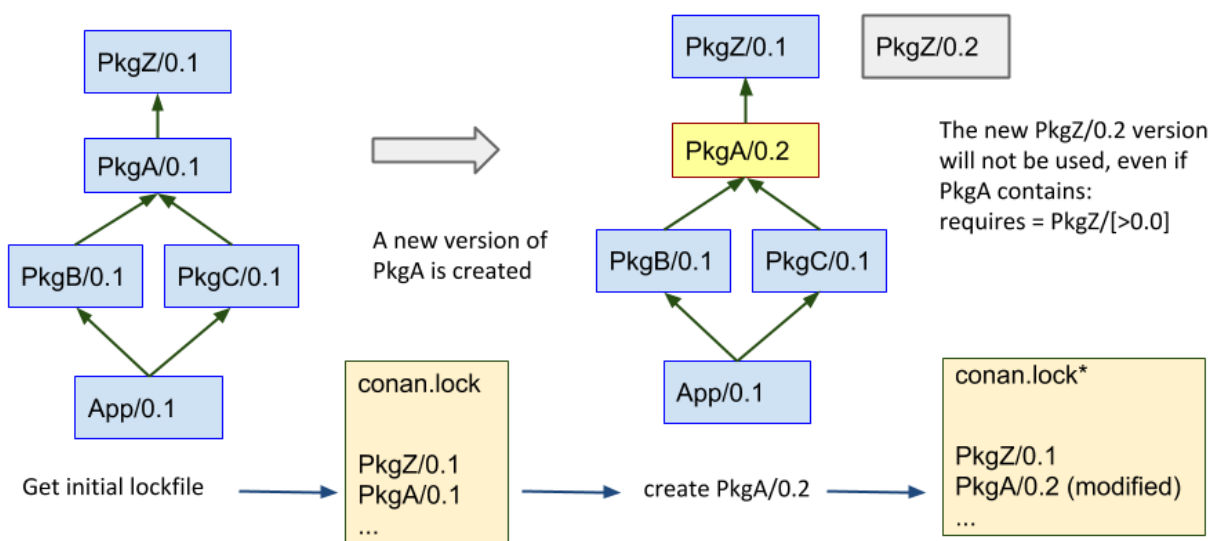 PkgZ/0.1
PkgA/0.1
PkgB/0.1
PkgC/0.1
App/0.1
A new version of
PkgA is created
PkgZ/0.1
PkgZ/0.2
PkgA/0.2
PkgB/0.1
PkgC/0.1
App/0.1
The new PkgZ/0.2 version
will not be used, even if
PkgA contains:
requires = PkgZ/[>0.0]
Get initial lockfile
conan.lock
PkgZ/0.1
PkgA/0.1
...
create PkgA/0.2
conan.lock*
PkgZ/0.1
PkgA/0.2 (modified)
...